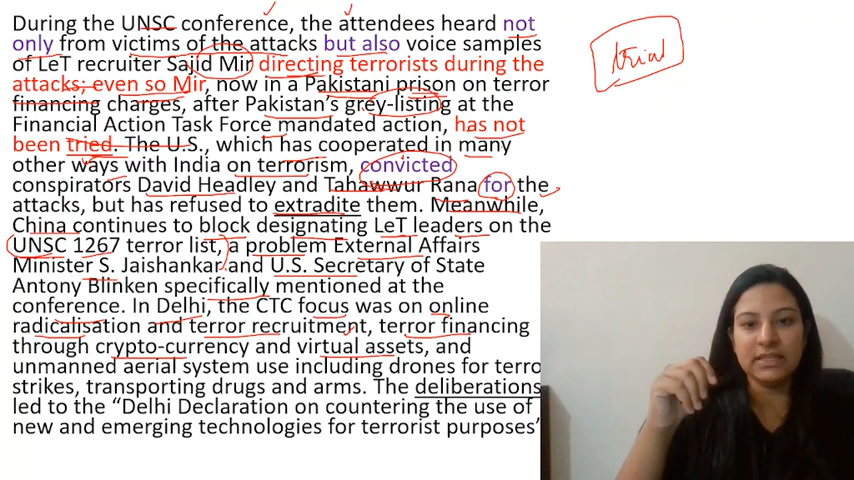 During the UNSC conference, the attendees heard not
only from victims of the attacks but also voice samples
of LeT recruiter Sajid Mir directing terrorists during the
attacks; even so Mir, now in a Pakistani prison on terror
financing charges, after Pakistan's grey-listing at the
Financial Action Task Force mandated action, has not
been tried. The U.S., which has cooperated in many
other ways with India on terrorism, convicted
conspirators David Headley and Tahawwur Rana for the
attacks, but has refused to extradite them. Meanwhile,
China continues to block designating LeT leaders on the
UNSC 1267 terror list, a problem External Affairs
Minister S. Jaishankar and U.S. Secretary of State
Antony Blinken specifically mentioned at the
conference. In Delhi, the CTC focus was on online
radicalisation and terror recruitment, terror financing
through crypto-currency and virtual assets, and
unmanned aerial system use including drones for terro
strikes, transporting drugs and arms. The deliberations
led to the “Delhi Declaration on countering the use of
new and emerging technologies for terrorist purposes”
trial